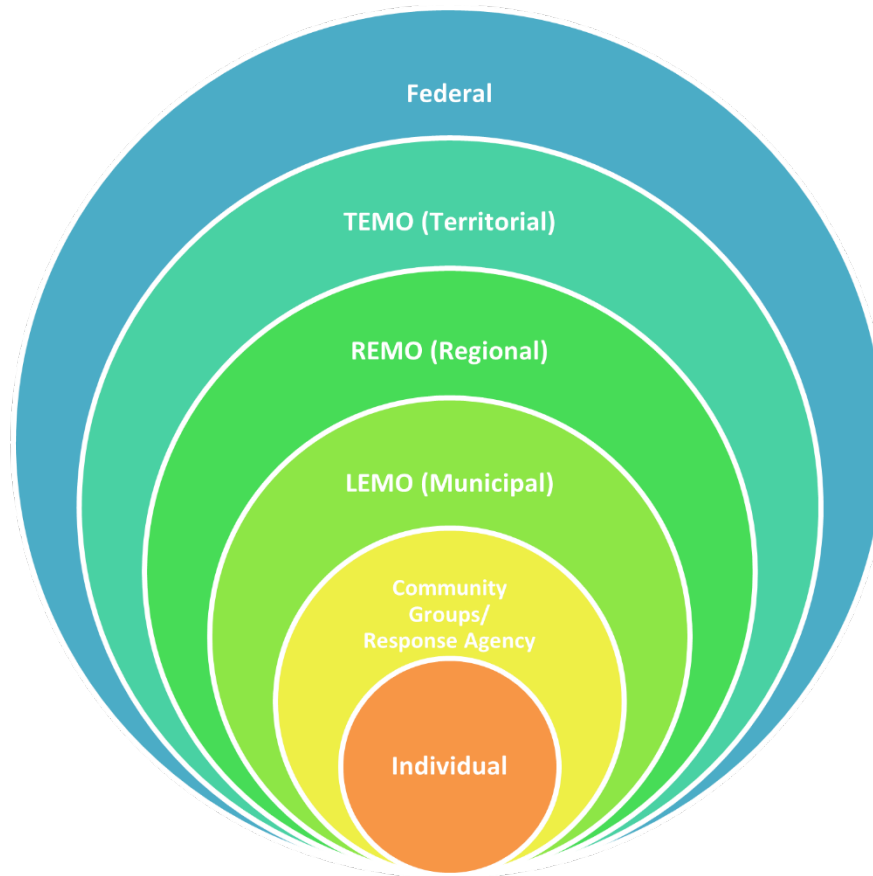 Federal
TEMO (Territorial)
REMO (Regional)
LEMO (Municipal)
Community
Groups/
Response Agency
Individual